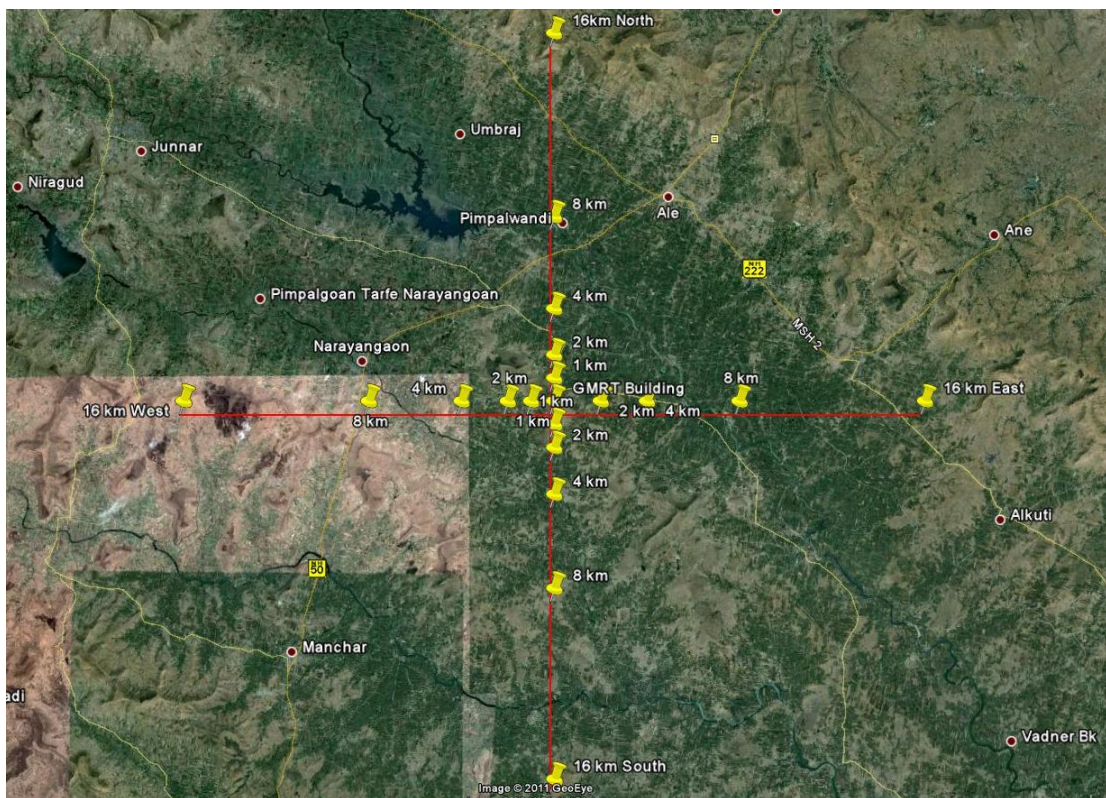 16km North
Umbraj
Junnar
Niragud
8 km
Pimpalwandi
Ale
Ane
NH
222
Pimpalgoan Tarfe Narayangoan
4 km
MSH-2
2 km
Narayangaon
1 km
4 km
2 km
GMRT Building
8 km
16 km East
16 km West
1 km
8 km
1 km
2 km
4 km
2 km
4 km
Alkuti
8 km
NH
50
Manchar
adi
Vadner Bk
16 km South
Image © 2011 GeoEye